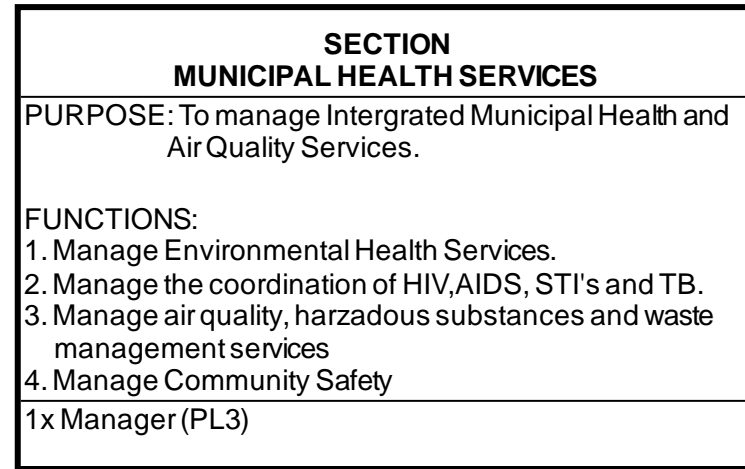 SECTION
MUNICIPAL HEALTH SERVICES
PURPOSE: To manage Intergrated Municipal Health and
Air Quality Services.
FUNCTIONS:
1. Manage Environmental Health Services.
2. Manage the coordination of HIV,AIDS, STI's and TB.
3. Manage air quality, harzadous substances and waste
management services
4. Manage Community Safety
1x Manager (PL3)